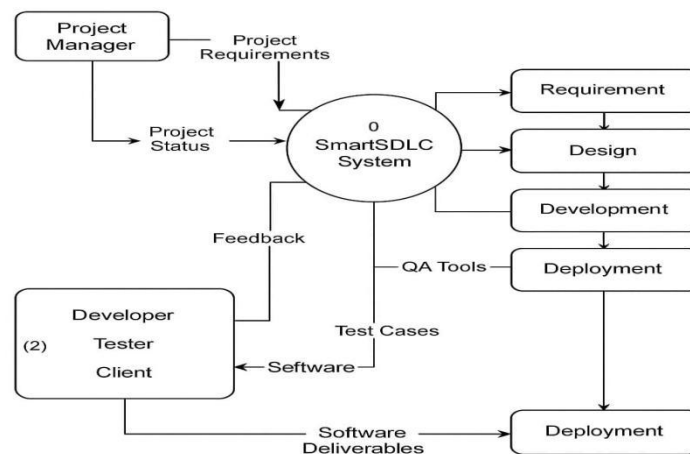 Project
Manager
Project
Requirements
Project
Status
0
SmartSDLC
System
Requirement
Design
Development
Deployment
Feedback
QA Tools
Test Cases
(2)
Developer
Tester
Client
Seftware
Software
Deliverables
Deployment